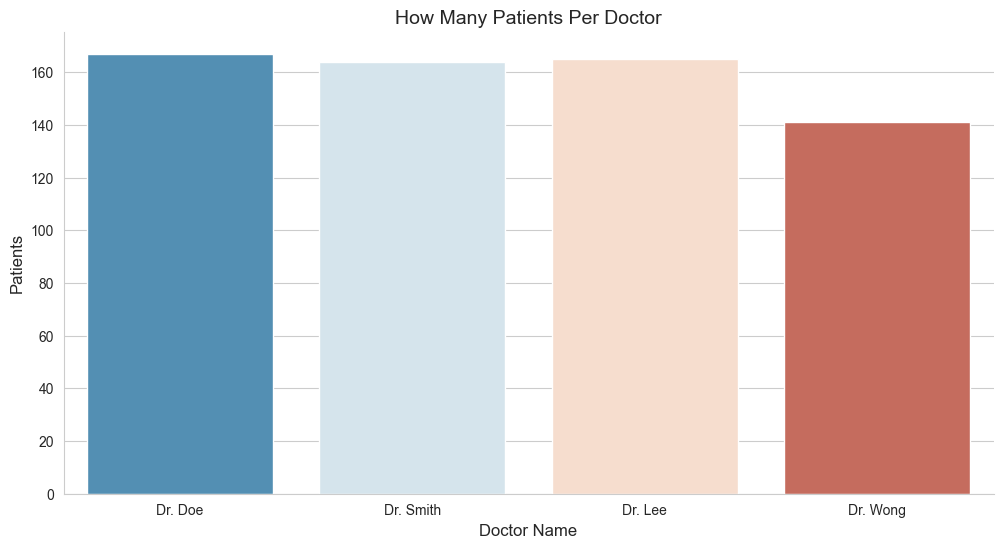 How Many Patients Per Doctor
Patients
160
140
120
100
80
60
40
20
0
Dr. Doe
Dr. Smith
Dr. Lee
Dr. Wong
Doctor Name